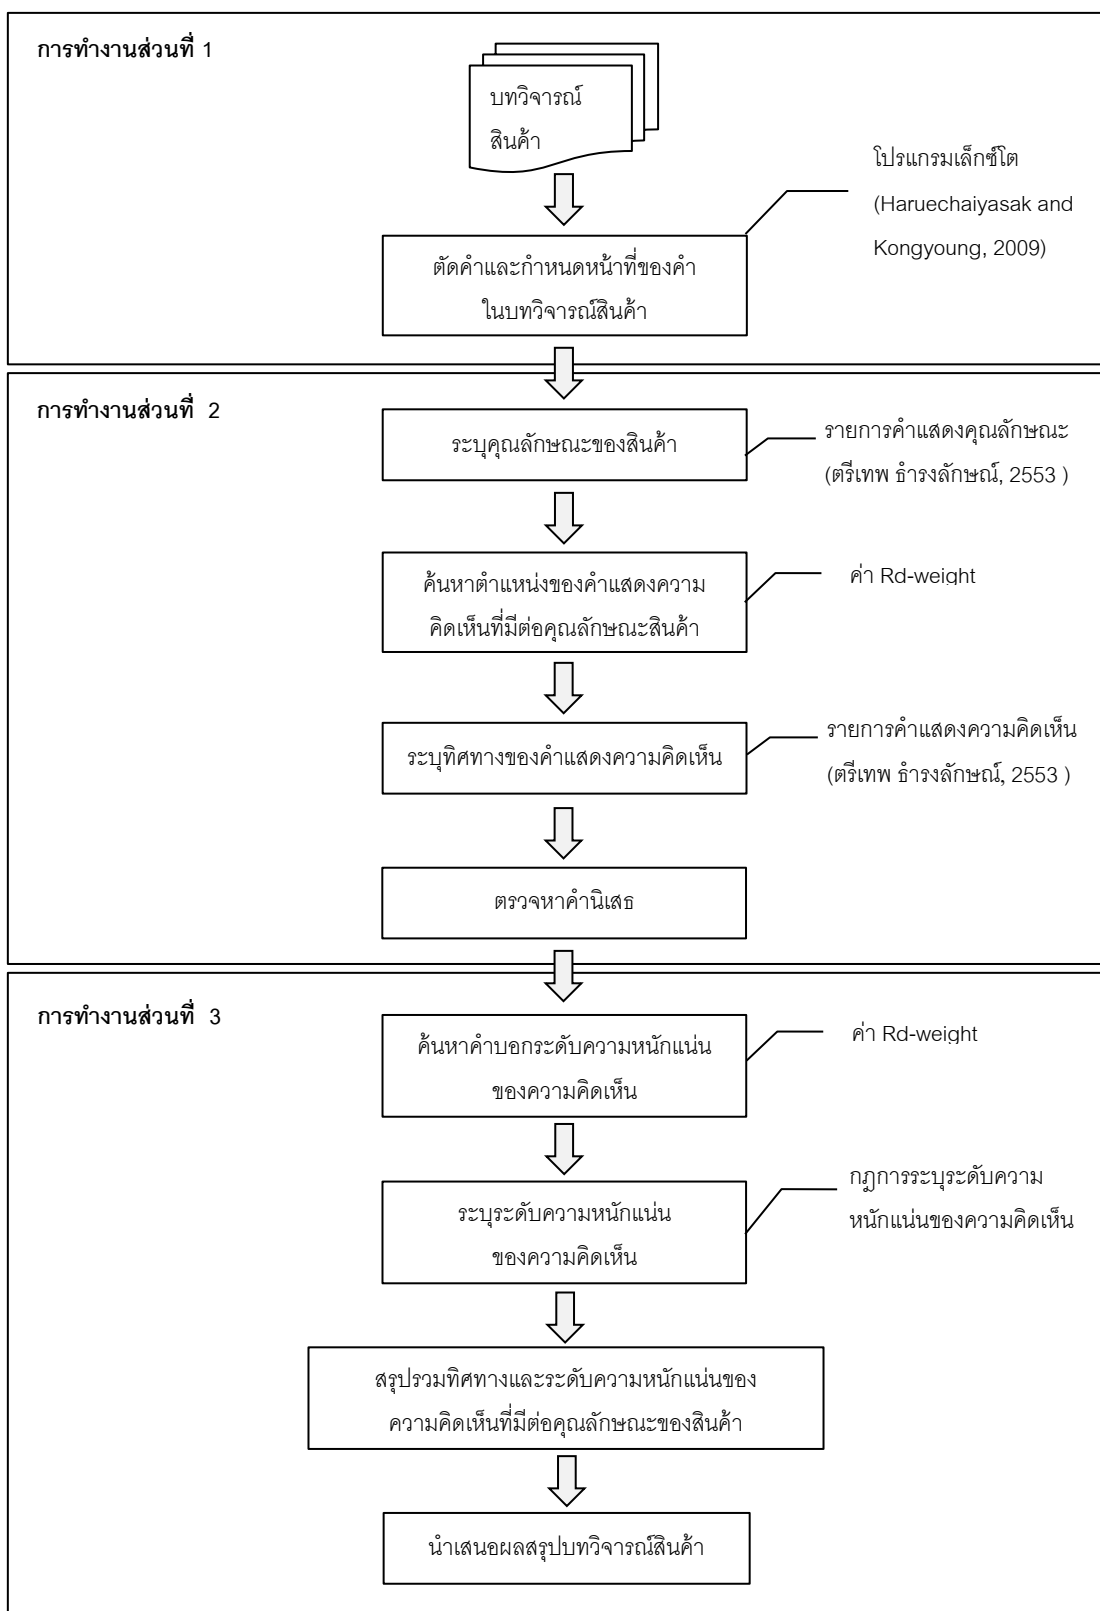 การทำงานส่วนที่ 1
บทวิจารณ์
สินค้า
โปรแกรมเล็กซ์โต
(Haruechaiyasak and
Kongyoung, 2009)
ตัดคำและกำหนดหน้าที่ของคำ
ในบทวิจารณ์สินค้า
การทำงานส่วนที่ 2
ระบุคุณลักษณะของสินค้า
รายการคำแสดงคุณลักษณะ
(ตรีเทพ ธำรงลักษณ์, 2553 )
ค้นหาตำแหน่งของคำแสดงความ
คิดเห็นที่มีต่อคุณลักษณะสินค้า
ค่า Rd-weight
ระบุทิศทางของคำแสดงความคิดเห็น
รายการคำแสดงความคิดเห็น
(ตรีเทพ ธำรงลักษณ์, 2553 )
ตรวจหาคำนิเสธ
การทำงานส่วนที่ 3
ค้นหาคำบอกระดับความหนักแน่น
ของความคิดเห็น
ค่า Rd-weight
ระบุระดับความหนักแน่น
ของความคิดเห็น
กฎการระบุระดับความ
หนักแน่นของความคิดเห็น
สรุปรวมทิศทางและระดับความหนักแน่นของ
ความคิดเห็นที่มีต่อคุณลักษณะของสินค้า
นำเสนอผลสรุปบทวิจารณ์สินค้า